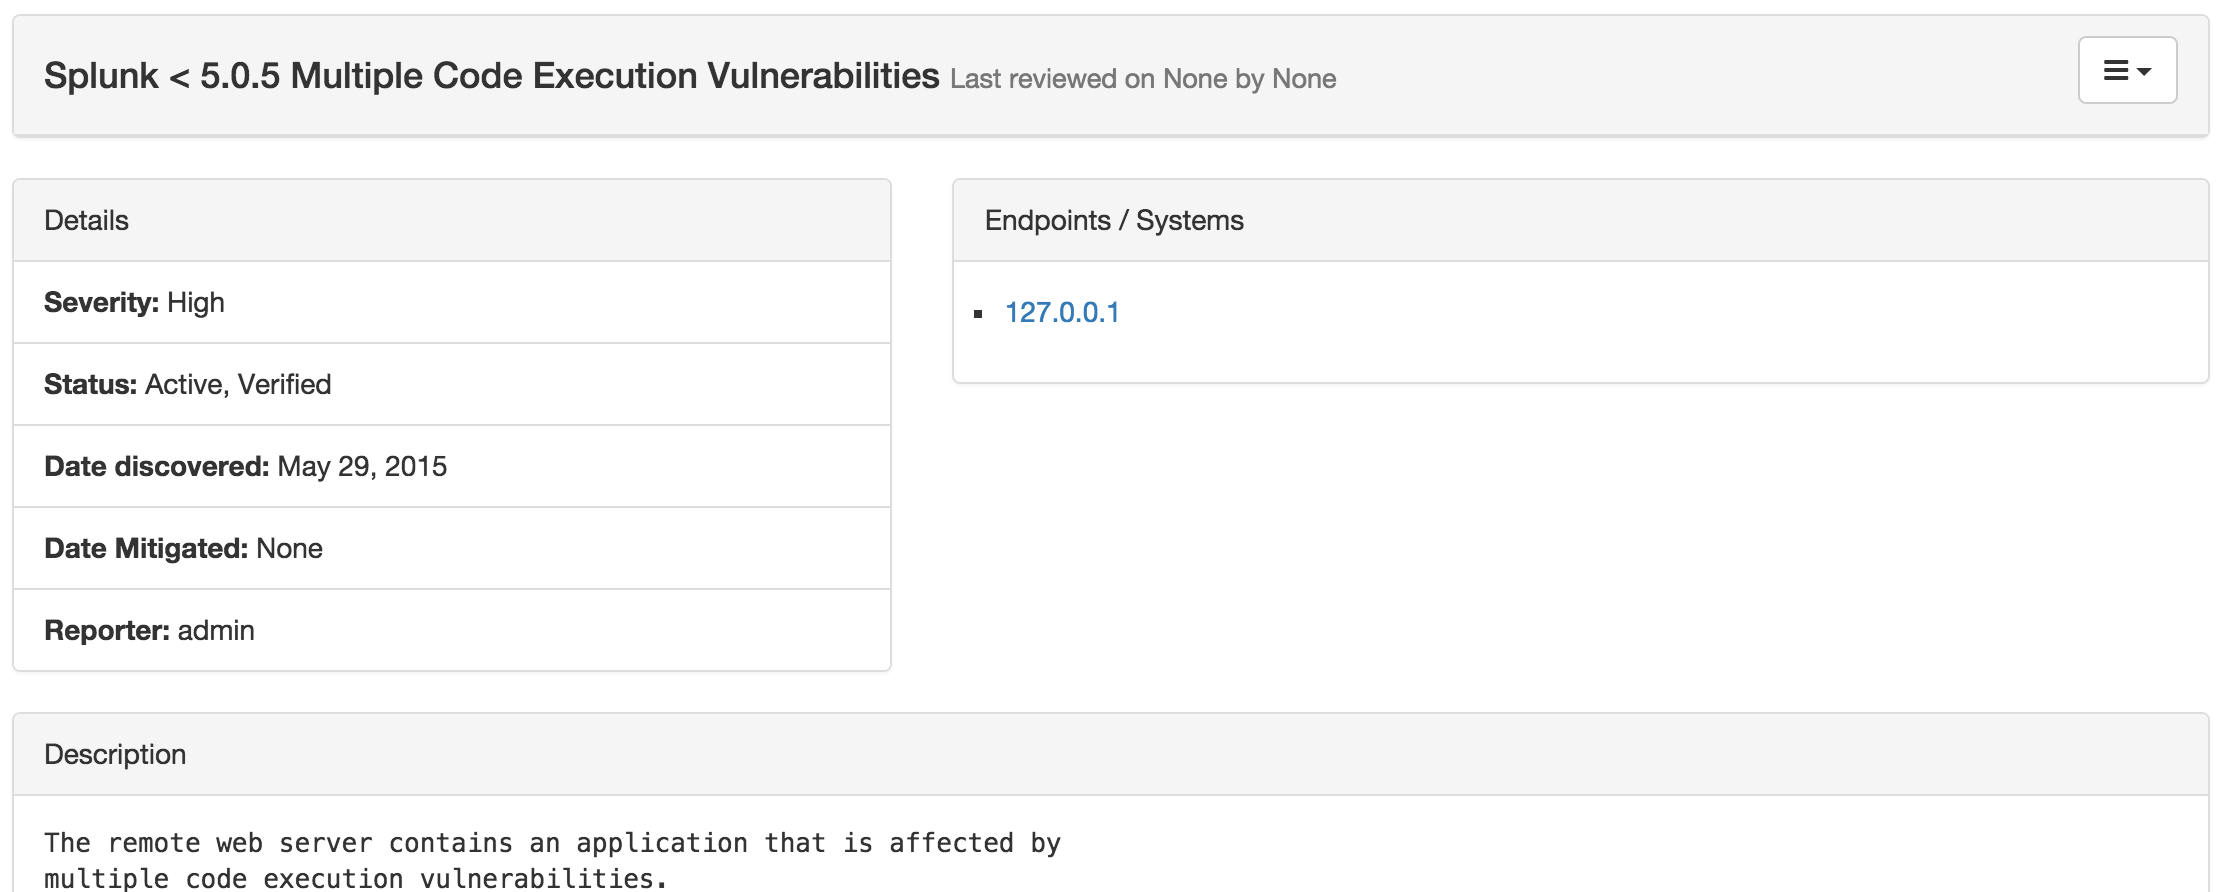 Splunk < 5.0.5 Multiple Code Execution Vulnerabilities Last reviewed on None by None
Details
Severity: High
Status: Active, Verified
Date discovered: May 29, 2015
Date Mitigated: None
Reporter: admin
Endpoints / Systems
127.0.0.1
Description
The remote web server contains an application that is affected by
multiple code execution vulnerabilities.